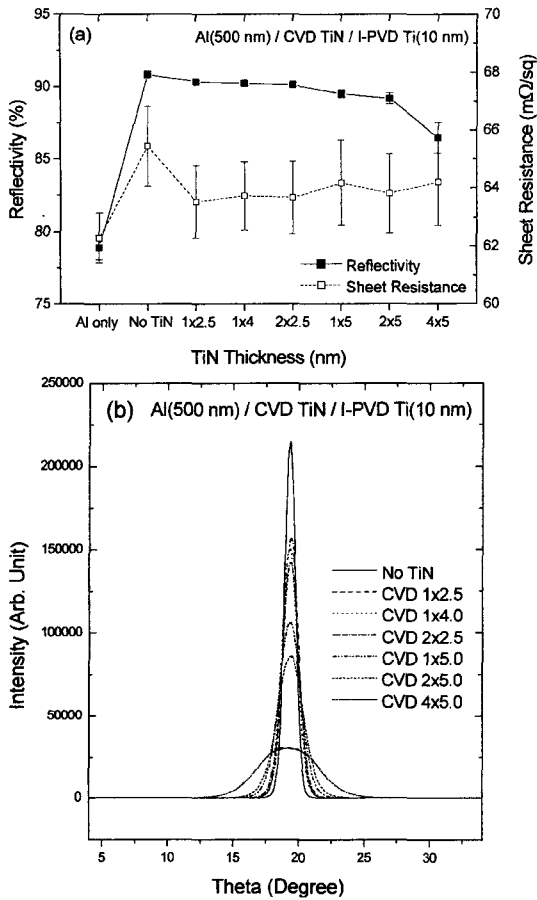 (a) Al(500 nm) / CVD TiN / I-PVD Ti(10 nm)
Reflectivity (%)
95
90
85
80
75
Sheet Resistance (mΩ/sq)
70
68
66
64
62
60
Reflectivity
Sheet Resistance
Al only No TiN 1x2.5 1x4 2x2.5 1x5 2x5 4x5
TiN Thickness (nm)
(b) Al(500 nm) / CVD TiN / I-PVD Ti(10 nm)
Intensity (Arb. Unit)
250000
200000
150000
100000
50000
0
No TiN
CVD 1x2.5
CVD 1x4.0
CVD 2x2.5
CVD 1x5.0
CVD 2x5.0
CVD 4x5.0
5 10 15 20 25 30
Theta (Degree)